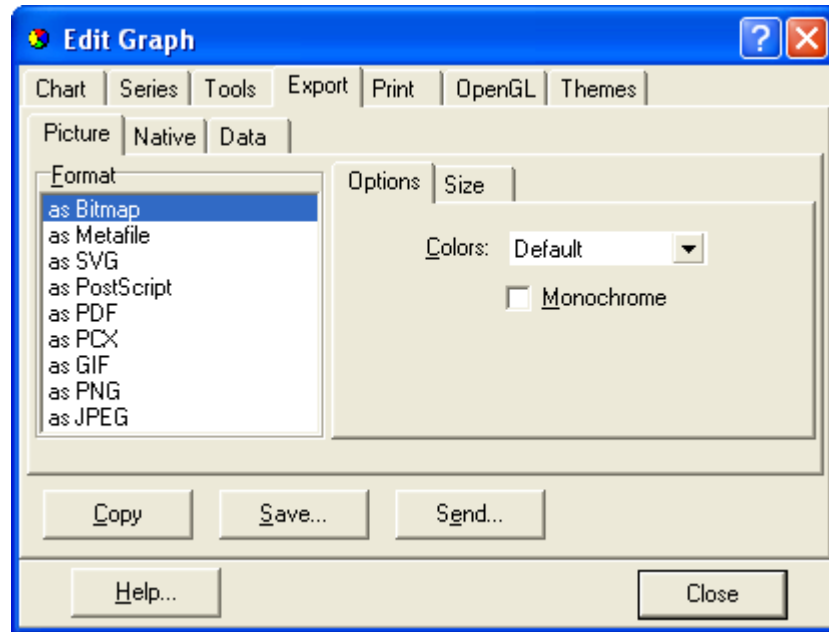 Edit Graph
Chart Series Tools Export Print OpenGL Themes
Picture Native Data
Format
as Bitmap
as Metafile
as SVG
as PostScript
as PDF
as PCX
as GIF
as PNG
as JPEG
Options Size
Colors: Default
Monochrome
Copy Save... Send...
Help... Close